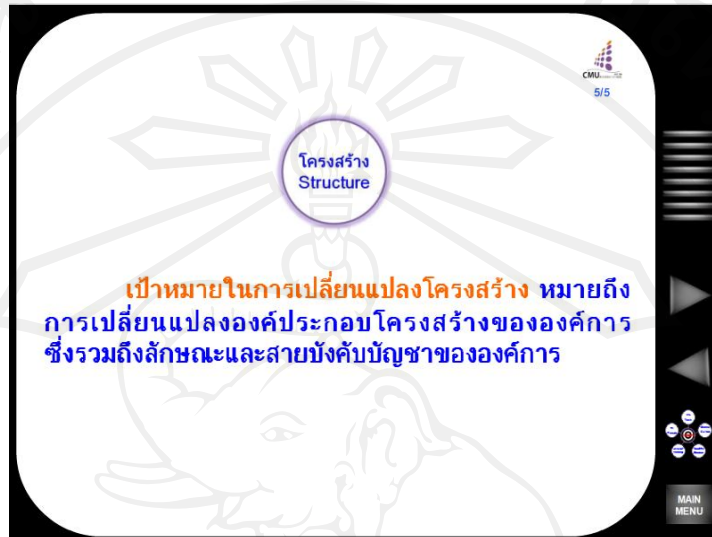 CMU
5/5
โครงสร้าง
Structure
เป้าหมายในการเปลี่ยนแปลงโครงสร้าง หมายถึง
การเปลี่ยนแปลงองค์ประกอบโครงสร้างขององค์การ
ซึ่งรวมถึงลักษณะและสายบังคับบัญชาขององค์การ
MAIN
MENU